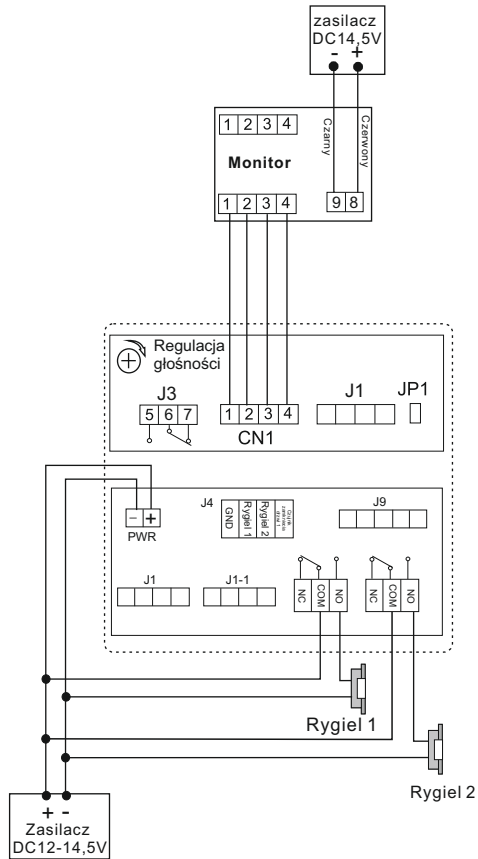 zasilacz
DC14,5V
- +
Czarny
Czerwony
1 2 3 4
Monitor
1 2 3 4
9 8
Regulacja
głośności
J3
5 6 7
1 2 3 4
CN1
J1
JP1
- +
PWR
J4
GND
Rygiel 1
Rygiel 2
J9
J1
J1-1
NC
COM
NO
NC
COM
NO
Rygiel 1
Rygiel 2
+ -
Zasilacz
DC12-14,5V